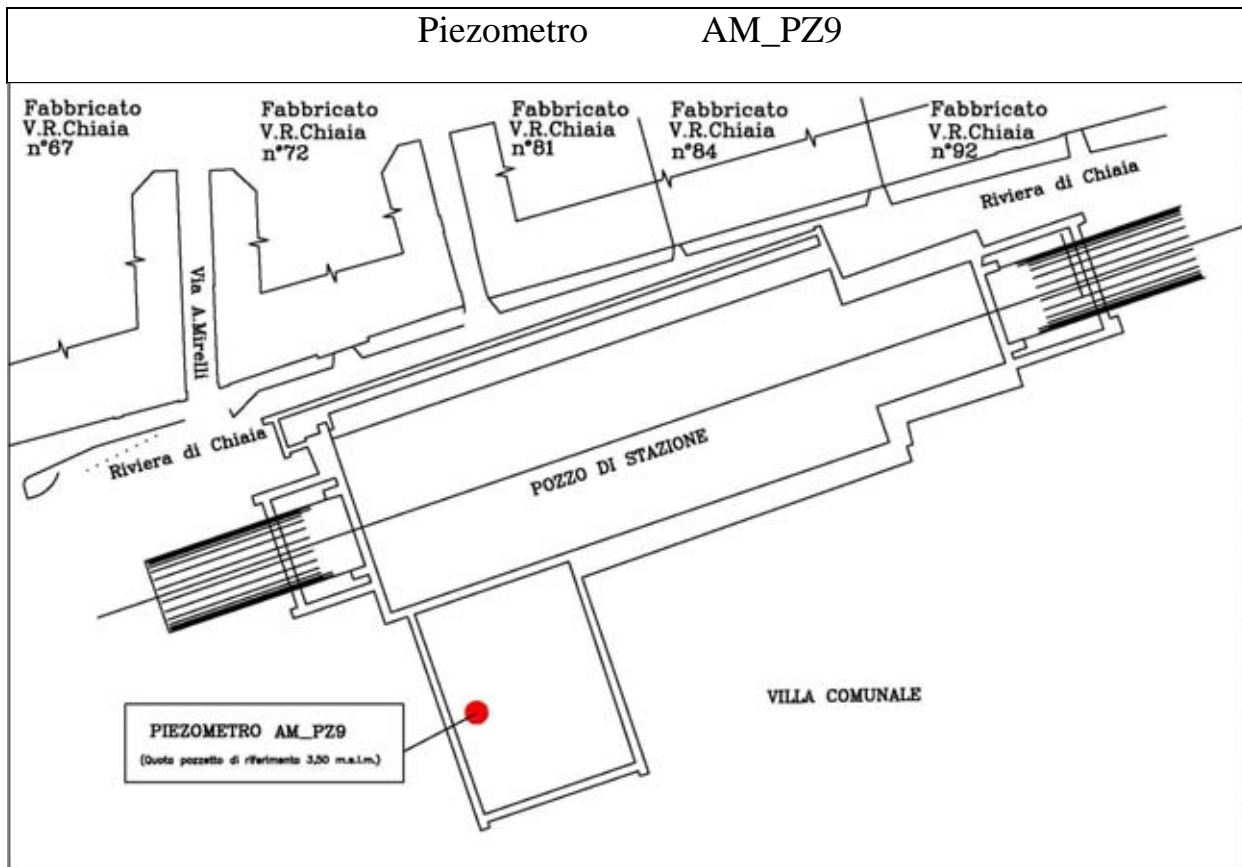 Piezometro AM_PZ9
Fabbricato
V.R.Chiaia
n°67
Fabbricato
V.R.Chiaia
n°72
Fabbricato
V.R.Chiaia
n°81
Fabbricato
V.R.Chiaia
n°84
Fabbricato
V.R.Chiaia
n°92
Riviera di Chiaia
Via A.Mirelli
Riviera di Chiaia
POZZO DI STAZIONE
VILLA COMUNALE
PIEZOMETRO AM_PZ9
(Quota pozzetto di riferimento 3,50 m.s.l.m.)